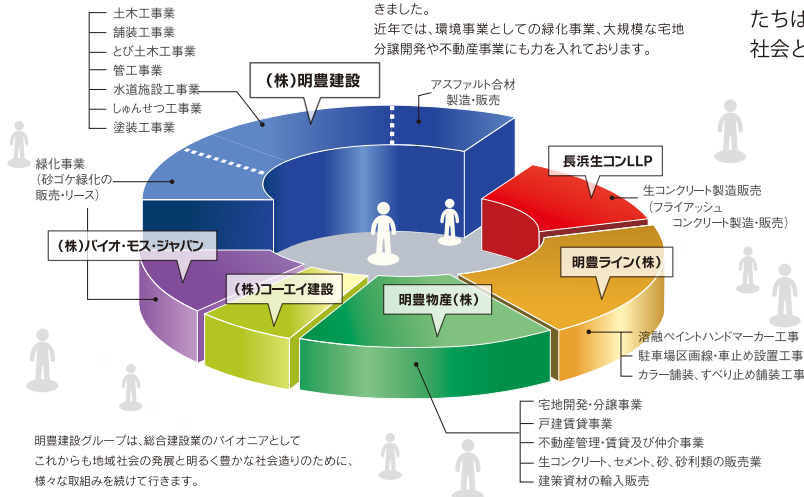 きました。
近年では、環境事業としての緑化事業、大規模な宅地
分譲開発や不動産事業にも力を入れております。
たちは
社会と
土木工事業
舗装工事業
とび土木工事業
管工事業
水道施設工事業
しゅんせつ工事業
塗装工事業
(株)明豊建設
アスファルト合材
製造・販売
緑化事業
(砂ゴケ緑化の
販売・リース)
長浜生コンLLP
生コンクリート製造販売
(フライアッシュ
コンクリート製造・販売)
(株)バイオ・モス・ジャパン
(株)コーエイ建設
明豊物産(株)
明豊ライン(株)
溶融ペイントハンドマーカー工事
駐車場区画線・車止め設置工事
カラー舗装、すべり止め舗装工事
宅地開発・分譲事業
戸建賃貸事業
不動産管理・賃貸及び仲介事業
生コンクリート、セメント、砂、砂利類の販売業
建築資材の輸入販売
明豊建設グループは、総合建設業のパイオニアとして
これからも地域社会の発展と明るく豊かな社会造りのために、
様々な取組みを続けて行きます。